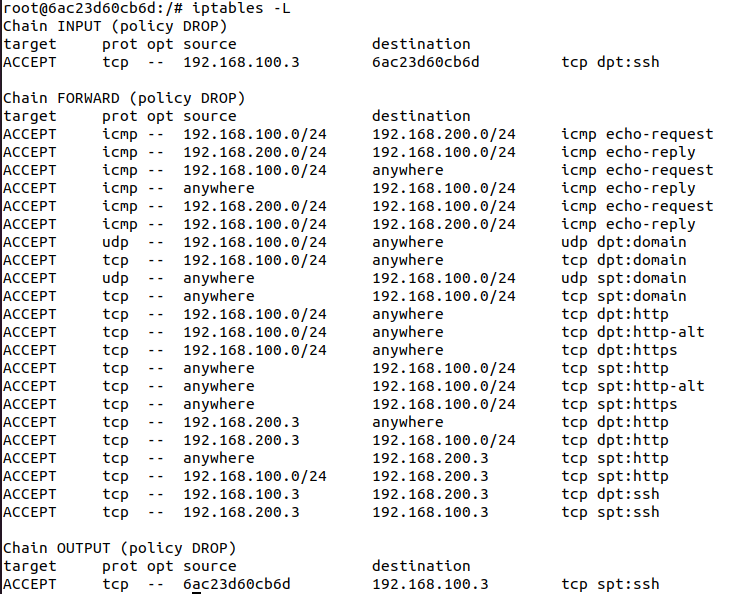 root@6ac23d60cb6d:/# iptables -L
Chain INPUT (policy DROP)
target     prot opt source               destination
ACCEPT     tcp  --  192.168.100.3        6ac23d60cb6d         tcp dpt:ssh

Chain FORWARD (policy DROP)
target     prot opt source               destination
ACCEPT     icmp --  192.168.100.0/24     192.168.200.0/24     icmp echo-request
ACCEPT     icmp --  192.168.200.0/24     192.168.100.0/24     icmp echo-reply
ACCEPT     icmp --  192.168.100.0/24     anywhere             icmp echo-request
ACCEPT     icmp --  anywhere             192.168.100.0/24     icmp echo-reply
ACCEPT     icmp --  192.168.200.0/24     192.168.100.0/24     icmp echo-request
ACCEPT     icmp --  192.168.100.0/24     192.168.200.0/24     icmp echo-reply
ACCEPT     udp  --  192.168.100.0/24     anywhere             udp dpt:domain
ACCEPT     tcp  --  192.168.100.0/24     anywhere             tcp dpt:domain
ACCEPT     udp  --  anywhere             192.168.100.0/24     udp spt:domain
ACCEPT     tcp  --  anywhere             192.168.100.0/24     tcp spt:domain
ACCEPT     tcp  --  192.168.100.0/24     anywhere             tcp dpt:http
ACCEPT     tcp  --  192.168.100.0/24     anywhere             tcp dpt:http-alt
ACCEPT     tcp  --  192.168.100.0/24     anywhere             tcp dpt:https
ACCEPT     tcp  --  anywhere             192.168.100.0/24     tcp spt:http
ACCEPT     tcp  --  anywhere             192.168.100.0/24     tcp spt:http-alt
ACCEPT     tcp  --  anywhere             192.168.100.0/24     tcp spt:https
ACCEPT     tcp  --  192.168.200.3        anywhere             tcp dpt:http
ACCEPT     tcp  --  192.168.200.3        192.168.100.0/24     tcp dpt:http
ACCEPT     tcp  --  anywhere             192.168.200.3        tcp spt:http
ACCEPT     tcp  --  192.168.100.0/24     192.168.200.3        tcp spt:http
ACCEPT     tcp  --  192.168.100.3        192.168.200.3        tcp dpt:ssh
ACCEPT     tcp  --  192.168.200.3        192.168.100.3        tcp spt:ssh

Chain OUTPUT (policy DROP)
target     prot opt source               destination
ACCEPT     tcp  --  6ac23d60cb6d         192.168.100.3        tcp spt:ssh